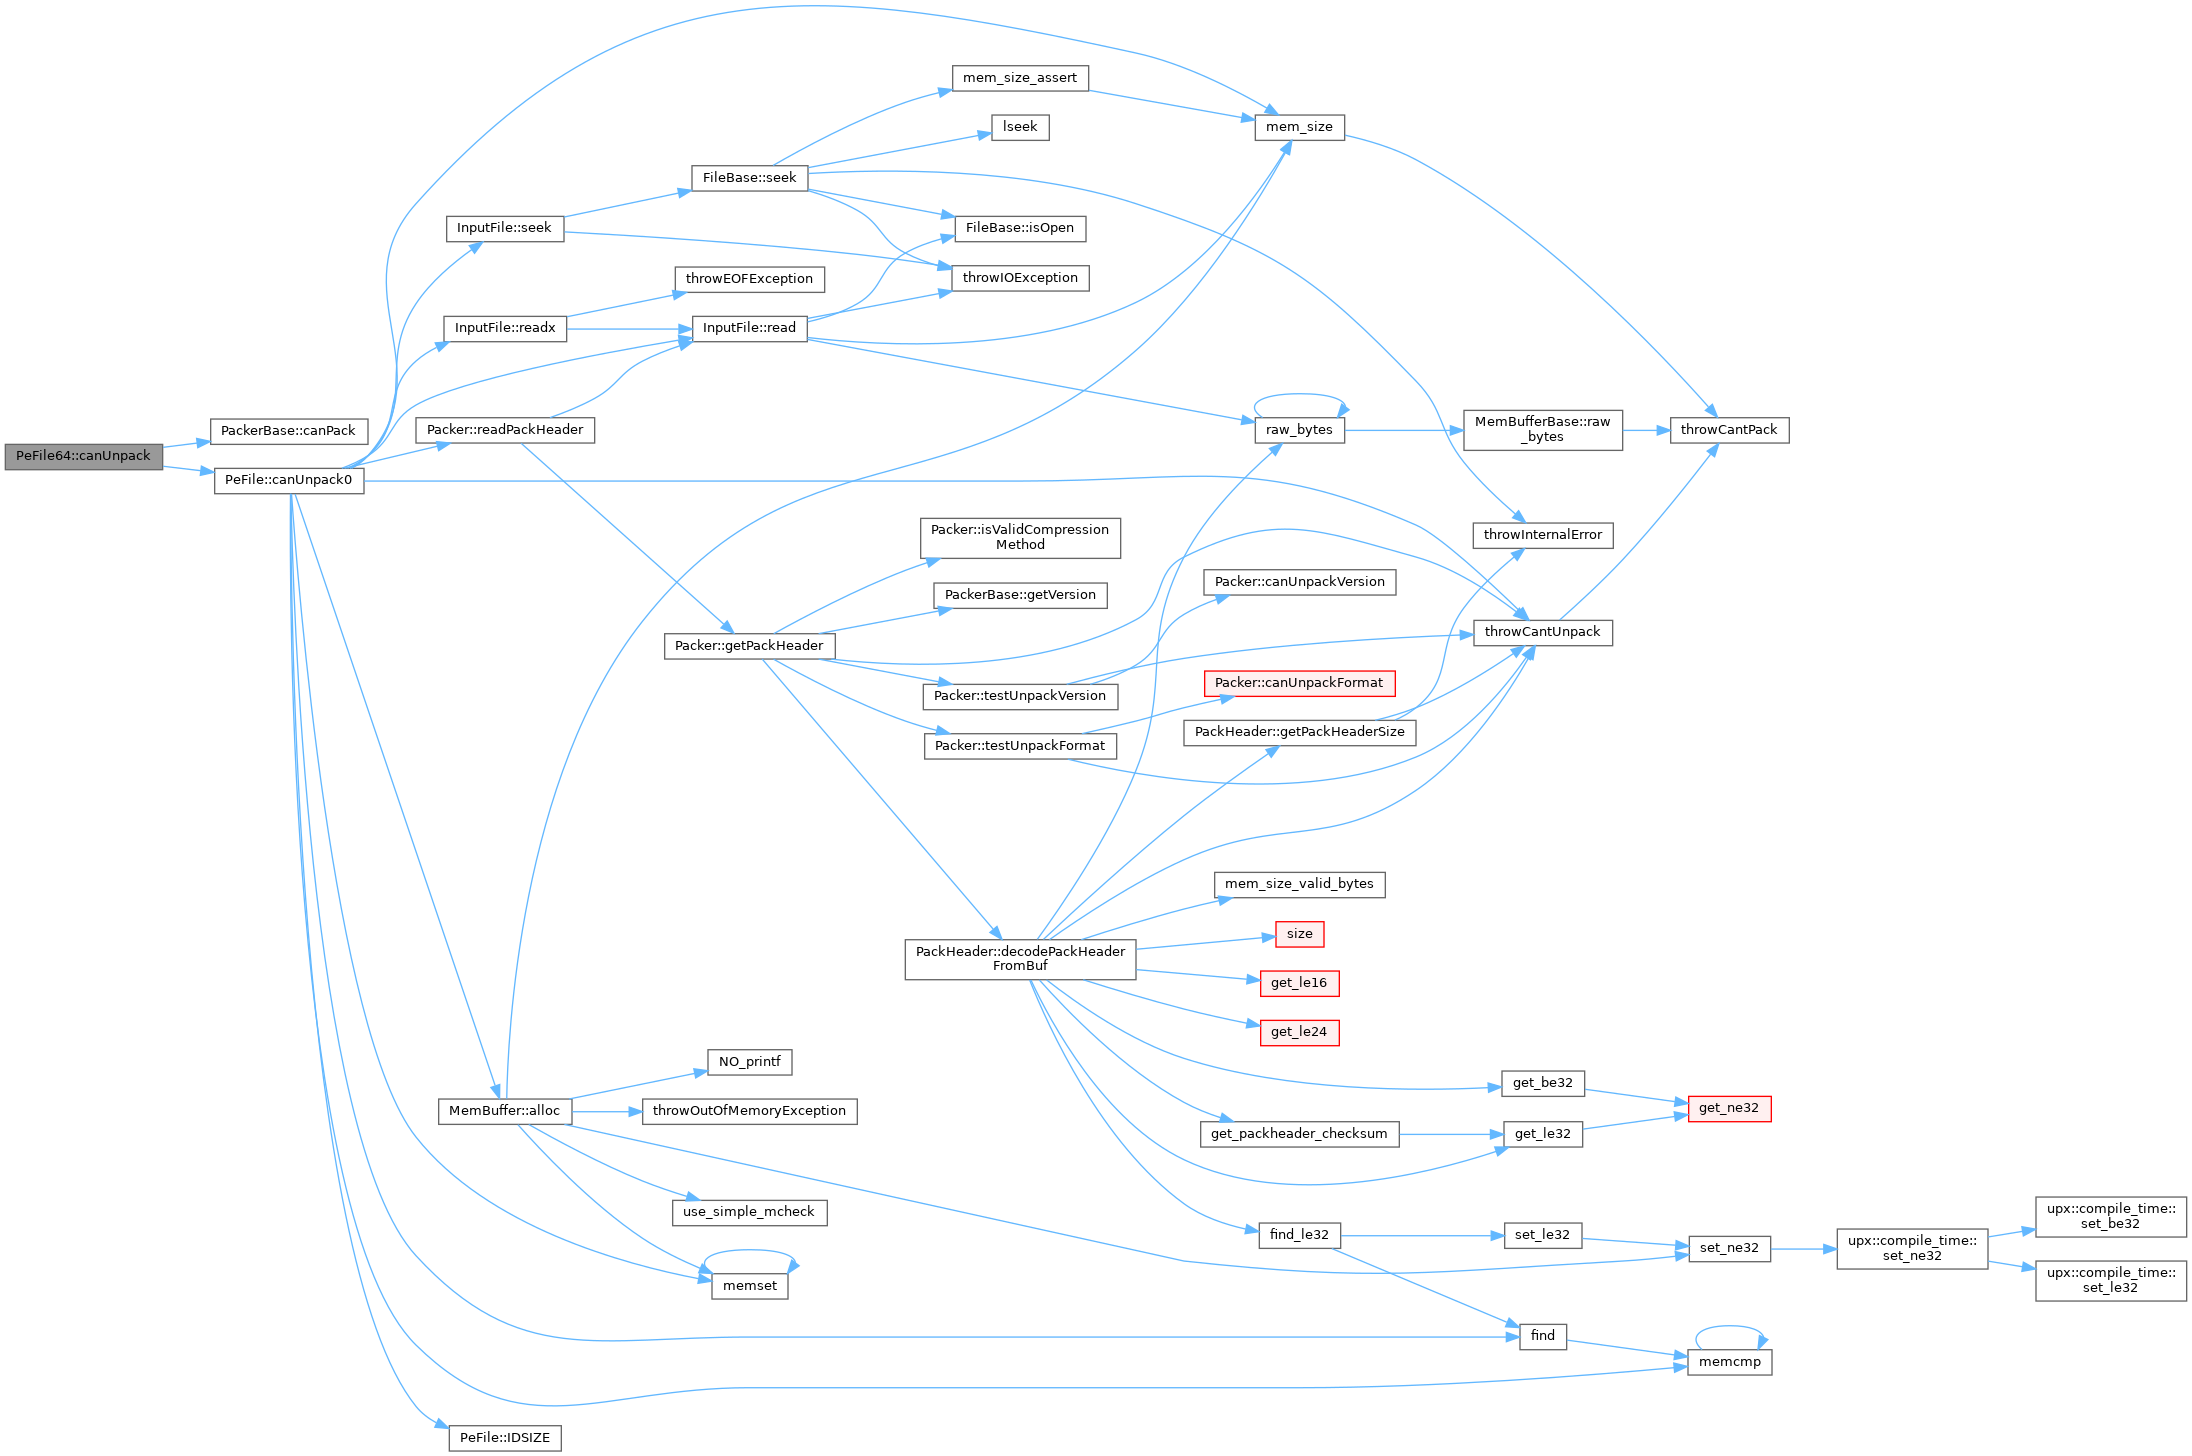 PeFile64::canUnpack
PackerBase::canPack
PeFile::canUnpack0
InputFile::seek
InputFile::readx
Packer::readPackHeader
MemBuffer::alloc
PeFile::IDSIZE
FileBase::seek
throwEOFException
InputFile::read
Packer::getPackHeader
NO_printf
throwOutOfMemoryException
use_simple_mcheck
memset
mem_size_assert
lseek
FileBase::isOpen
throwIOException
Packer::isValidCompression
Method
PackerBase::getVersion
Packer::testUnpackVersion
Packer::testUnpackFormat
PackHeader::decodePackHeader
FromBuf
mem_size
raw_bytes
Packer::canUnpackVersion
Packer::canUnpackFormat
PackHeader::getPackHeaderSize
mem_size_valid_bytes
size
get_le16
get_le24
get_packheader_checksum
find_le32
MemBufferBase::raw
_bytes
throwInternalError
throwCantUnpack
get_be32
get_le32
set_le32
find
throwCantPack
get_ne32
set_ne32
memcmp
upx::compile_time::
set_ne32
upx::compile_time::
set_be32
upx::compile_time::
set_le32